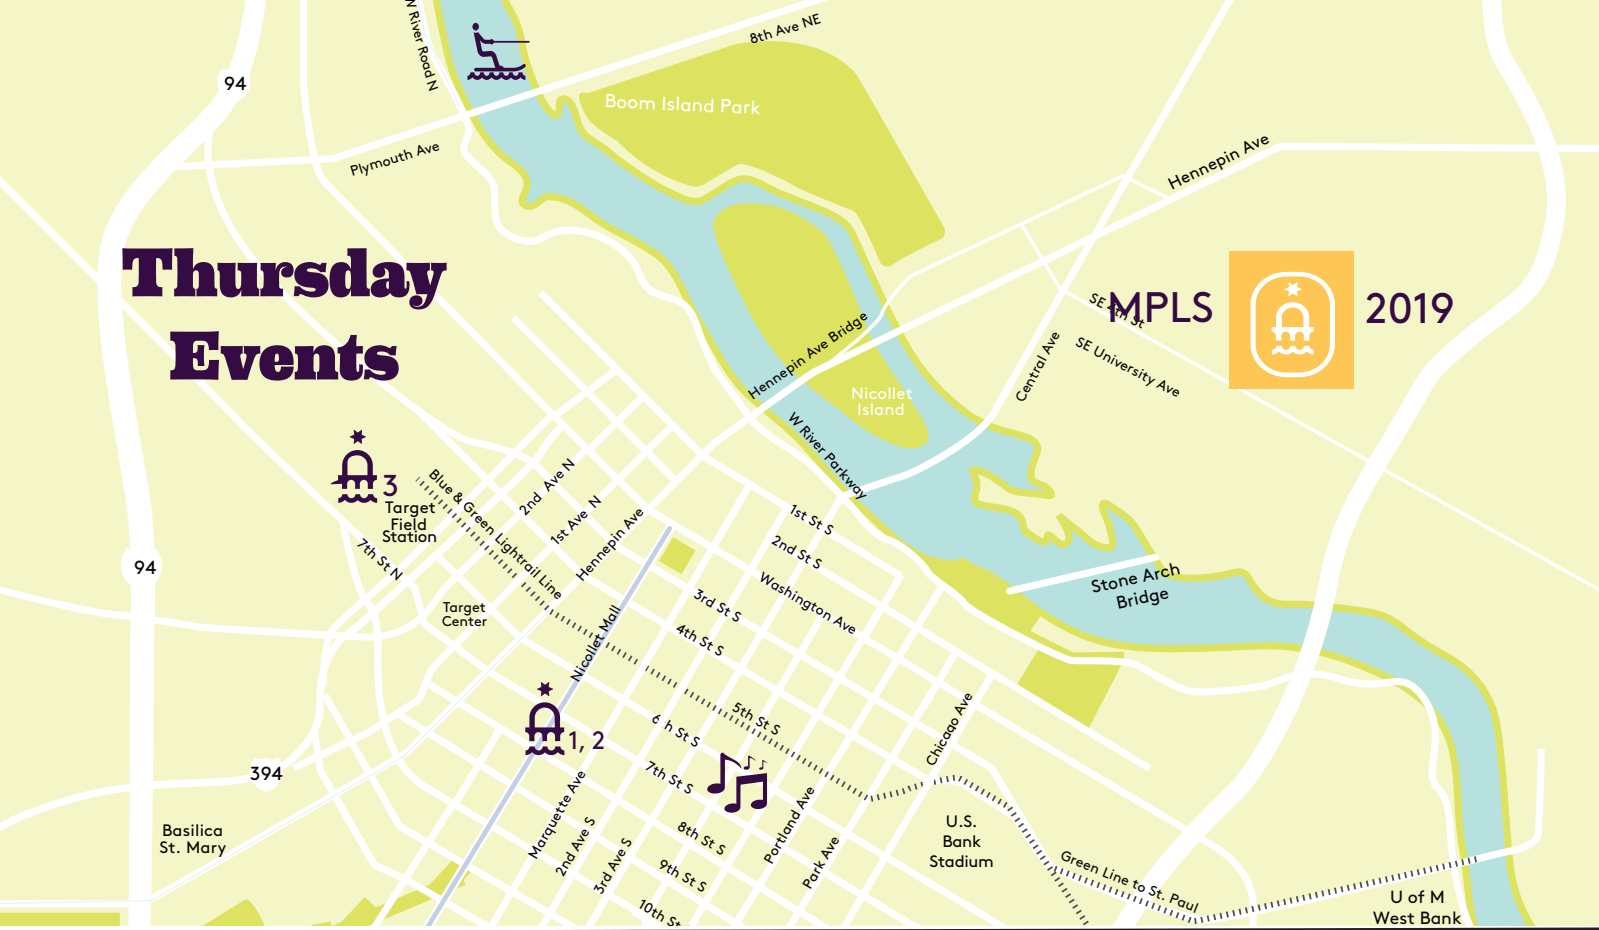 W River Road N
8th Ave NE
94
Boom Island Park
Plymouth Ave
Hennepin Ave
Thursday
Events
MPLS
2019
SE 2th St
SE University Ave
Central Ave
Hennepin Ave Bridge
Nicollet
Island
W River Parkway
3
Target
Field
Station
Blue & Green Lightrail Line
2nd Ave N
1st Ave N
Hennepin Ave
7th St N
94
Target
Center
Nicollet Mall
1st St S
2nd St S
Washington Ave
3rd St S
4th St S
Stone Arch
Bridge
5th St S
6 h St S
7th St S
1, 2
394
Chicago Ave
Marquette Ave
2nd Ave S
3rd Ave S
8th St S
9th St S
10th St
Portland Ave
Park Ave
Basilica
St. Mary
U.S.
Bank
Stadium
Green Line to St. Paul
U of M
West Bank